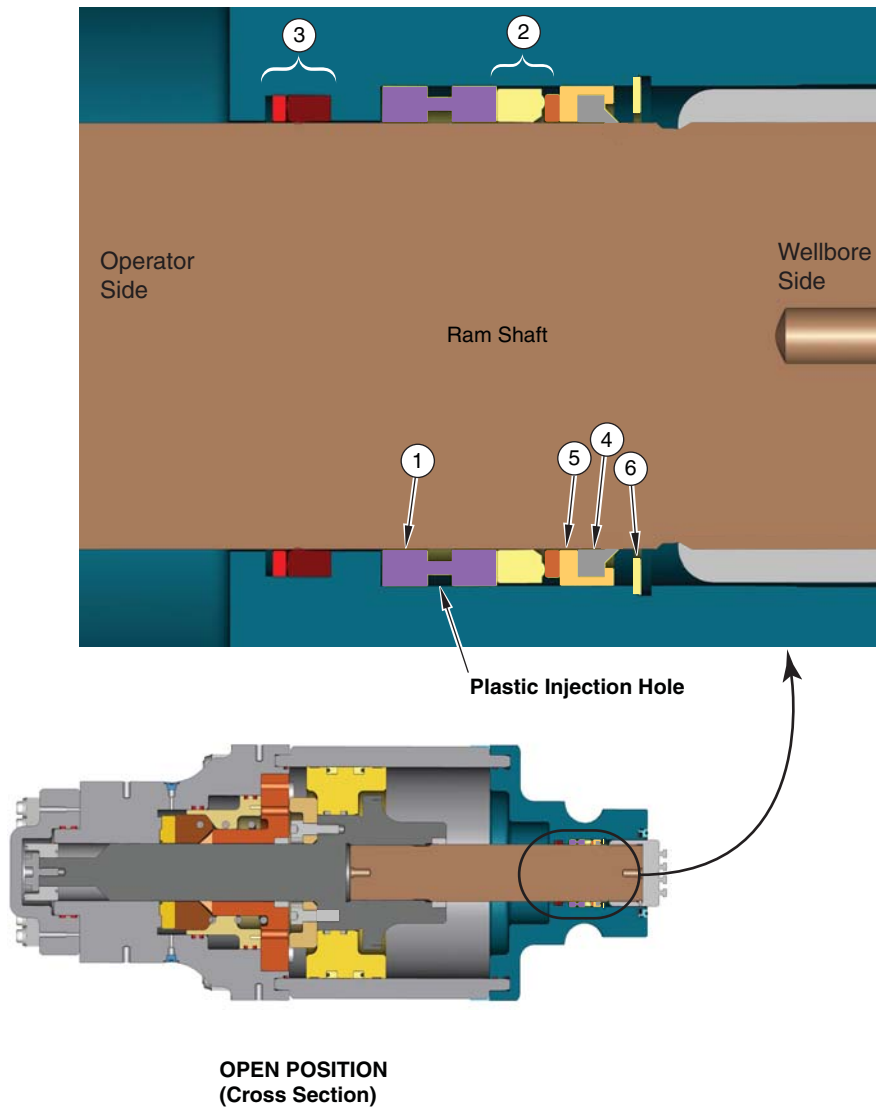 3
2
Operator
Side
Wellbore
Side
Ram Shaft
1
5
4
6
Plastic Injection Hole
OPEN POSITION
(Cross Section)